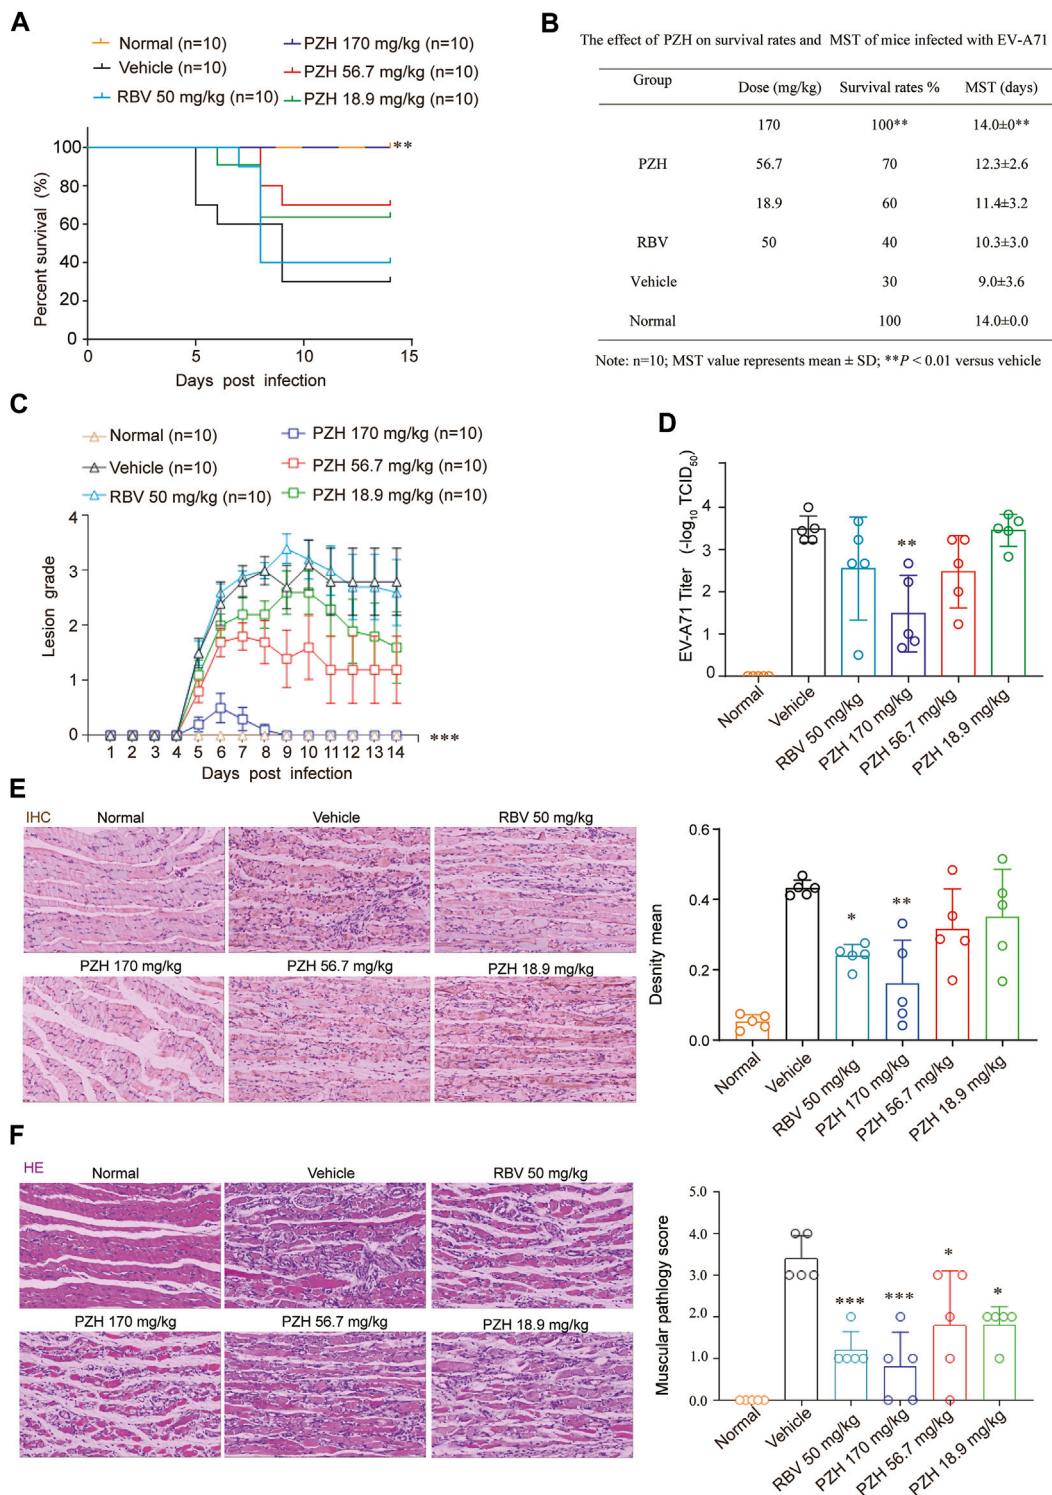 A
Normal (n=10)
Vehicle (n=10)
RBV 50 mg/kg (n=10)
PZH 170 mg/kg (n=10)
PZH 56.7 mg/kg (n=10)
PZH 18.9 mg/kg (n=10)
Percent survival (%)
100
80
60
40
20
0
**
0 5 10 15
Days post infection
B
The effect of PZH on survival rates and MST of mice infected with EV-A71
Group Dose (mg/kg) Survival rates % MST (days)
170 100** 14.0±0**
PZH 56.7 70 12.3±2.6
18.9 60 11.4±3.2
RBV 50 40 10.3±3.0
Vehicle 30 9.0±3.6
Normal 100 14.0±0.0
Note: n=10; MST value represents mean ± SD; **P < 0.01 versus vehicle
C
Normal (n=10)
Vehicle (n=10)
RBV 50 mg/kg (n=10)
PZH 170 mg/kg (n=10)
PZH 56.7 mg/kg (n=10)
PZH 18.9 mg/kg (n=10)
Lesion grade
4
3
2
1
0
***
1 2 3 4 5 6 7 8 9 10 11 12 13 14
Days post infection
D
EV-A71 Titer (-log10 TCID50)
4
3
2
1
0
**
Normal
Vehicle
RBV 50 mg/kg
PZH 170 mg/kg
PZH 56.7 mg/kg
PZH 18.9 mg/kg
E
IHC
Normal
Vehicle
RBV 50 mg/kg
PZH 170 mg/kg
PZH 56.7 mg/kg
PZH 18.9 mg/kg
Desnity mean
0.6
0.4
0.2
0.0
*
**
Normal
Vehicle
RBV 50 mg/kg
PZH 170 mg/kg
PZH 56.7 mg/kg
PZH 18.9 mg/kg
F
HE
Normal
Vehicle
RBV 50 mg/kg
PZH 170 mg/kg
PZH 56.7 mg/kg
PZH 18.9 mg/kg
Muscular pathlogy score
5.0
4.0
3.0
2.0
1.0
0.0
***
***
*
*
Normal
Vehicle
RBV 50 mg/kg
PZH 170 mg/kg
PZH 56.7 mg/kg
PZH 18.9 mg/kg